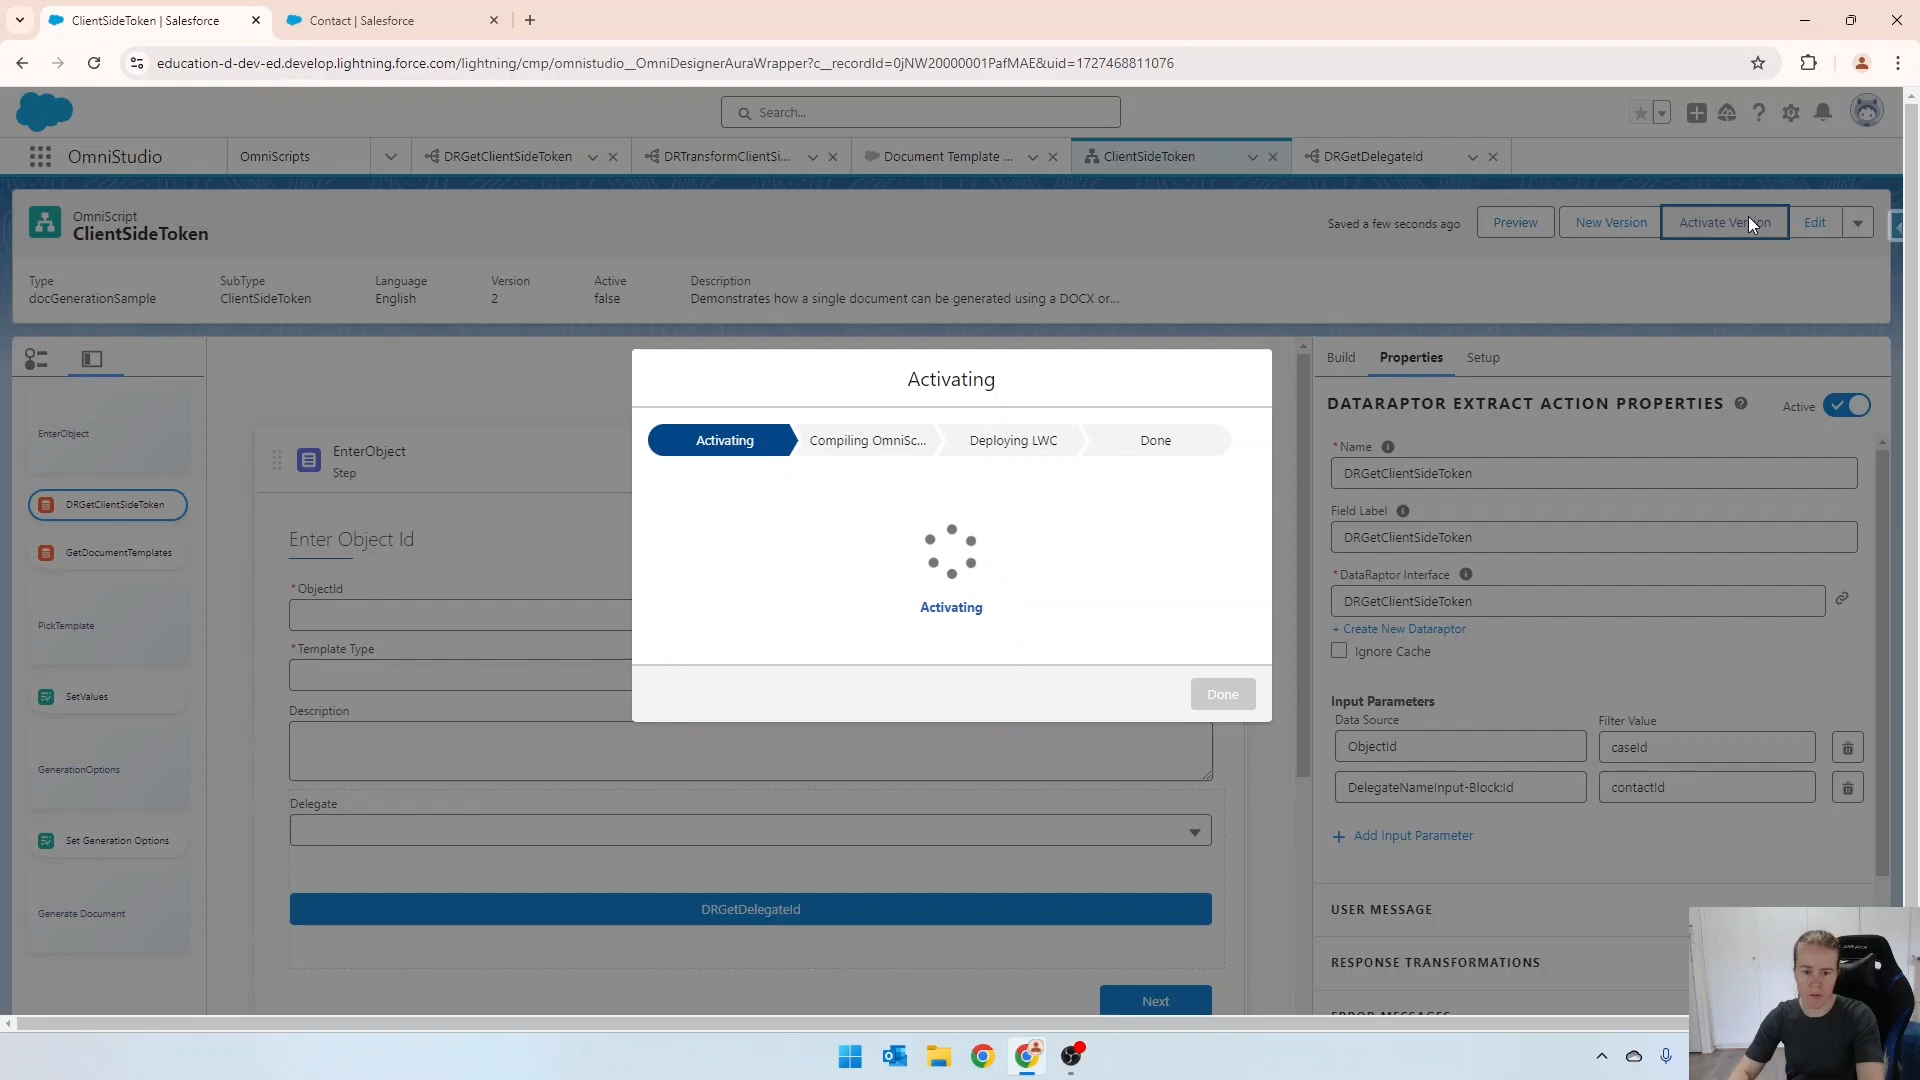 ClientSideToken | Salesforce
Contact | Salesforce
education-d-dev-ed.develop.lightning.force.com/lightning/cmp/omnistudio__OmniDesignerAuraWrapper?c__recordId=0jNW20000001PafMAE&uid=1727468811076
Search...
OmniStudio
OmniScripts
DRGetClientSideToken
DRTransformClientSi...
Document Template ...
ClientSideToken
DRGetDelegateId
OmniScript
ClientSideToken
Saved a few seconds ago
Preview
New Version
Activate Version
Edit
Type
docGenerationSample
SubType
ClientSideToken
Language
English
Version
2
Active
false
Description
Demonstrates how a single document can be generated using a DOCX or...
EnterObject
DRGetClientSideToken
GetDocumentTemplates
PickTemplate
SetValues
GenerationOptions
Set Generation Options
Generate Document
EnterObject
Step
Enter Object Id
*ObjectId
*Template Type
Description
Delegate
DRGetDelegateId
Next
Activating
Activating
Compiling OmniSc...
Deploying LWC
Done
Activating
Done
Build
Properties
Setup
DATARAPTOR EXTRACT ACTION PROPERTIES
Active
*Name
DRGetClientSideToken
Field Label
DRGetClientSideToken
*DataRaptor Interface
DRGetClientSideToken
+ Create New Dataraptor
Ignore Cache
Input Parameters
Data Source
Filter Value
ObjectId
caseId
DelegateNameInput-Block:Id
contactId
+ Add Input Parameter
USER MESSAGE
RESPONSE TRANSFORMATIONS
ERROR MESSAGES